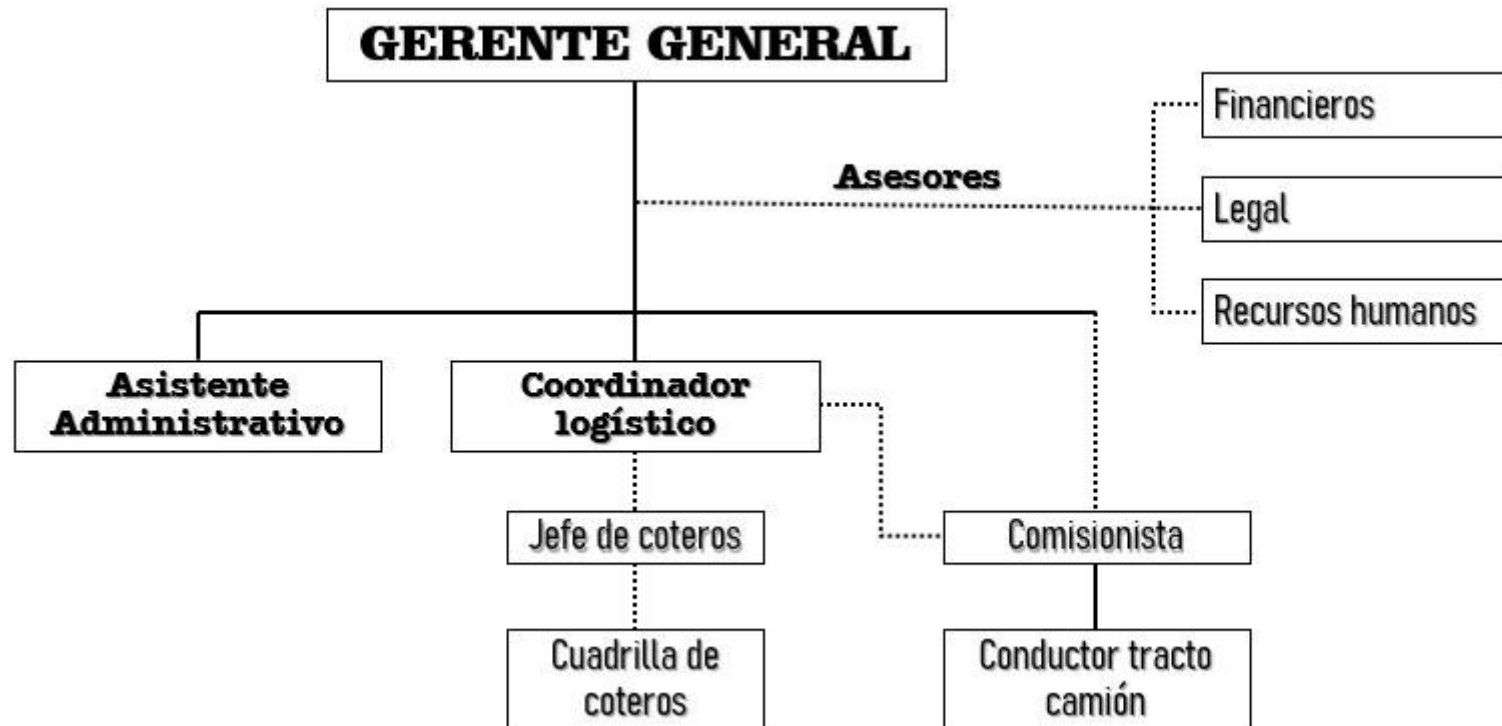 GERENTE GENERAL
Financieros
Asesores
Legal
Recursos humanos
Asistente
Administrativo
Coordinador
logístico
Jefe de coteros
Comisionista
Cuadrilla de
coteros
Conductor tracto
camión